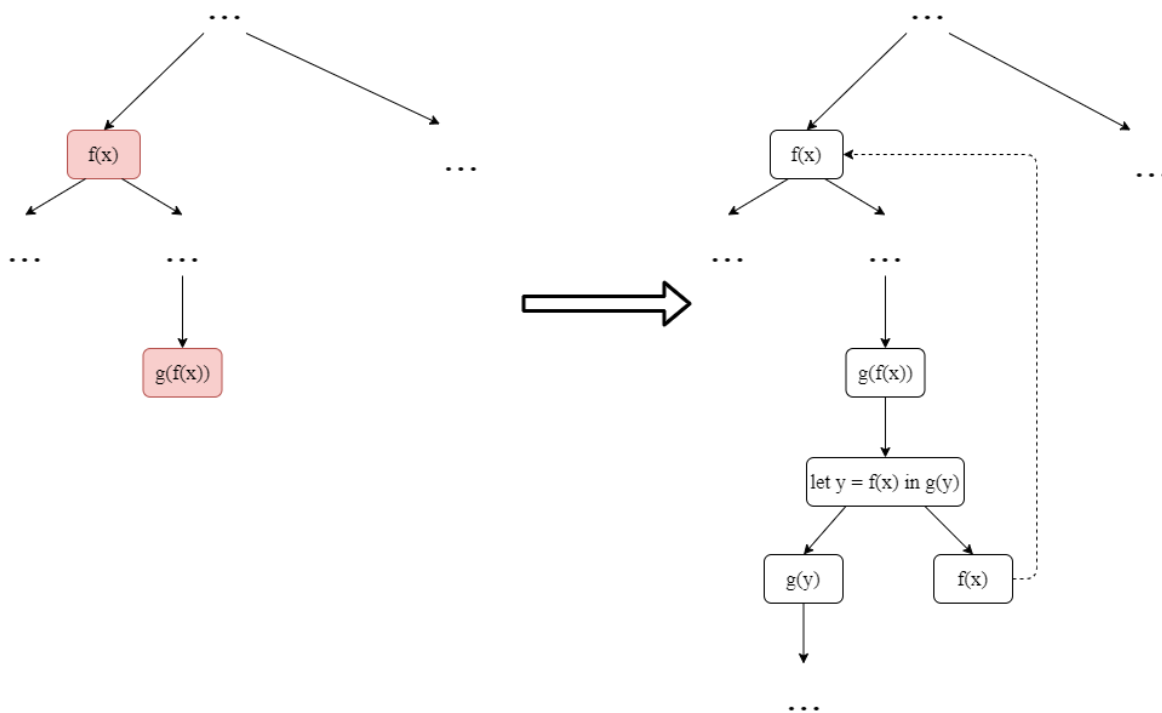 ...
...
f(x)
...
... ...
g(f(x))
...
f(x)
...
... ...
g(f(x))
let y = f(x) in g(y)
g(y)
f(x)
...